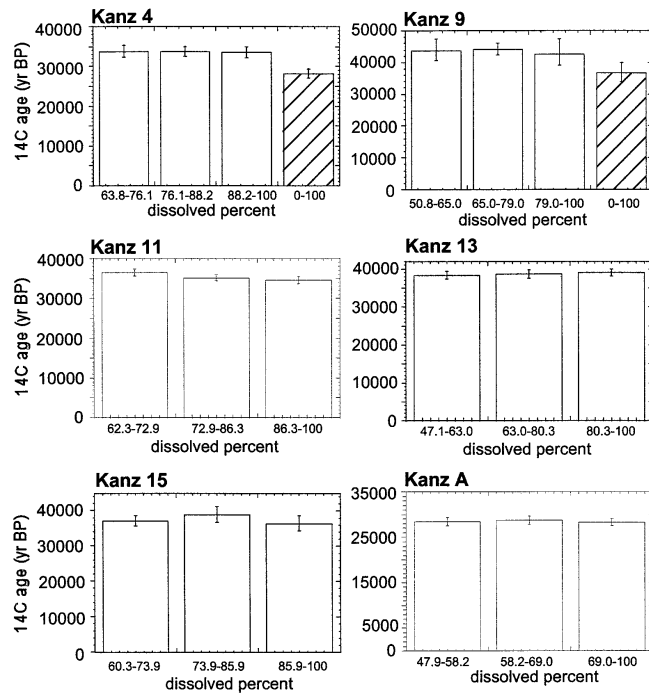 Kanz 4
14C age (yr BP)
40000
30000
20000
10000
0
63.8-76.1 76.1-88.2 88.2-100 0-100
dissolved percent
Kanz 9
50000
40000
30000
20000
10000
0
50.8-65.0 65.0-79.0 79.0-100 0-100
dissolved percent
Kanz 11
14C age (yr BP)
40000
30000
20000
10000
0
62.3-72.9 72.9-86.3 86.3-100
dissolved percent
Kanz 13
40000
30000
20000
10000
0
47.1-63.0 63.0-80.3 80.3-100
dissolved percent
Kanz 15
14C age (yr BP)
40000
30000
20000
10000
0
60.3-73.9 73.9-85.9 85.9-100
dissolved percent
Kanz A
35000
25000
15000
5000
0
47.9-58.2 58.2-69.0 69.0-100
dissolved percent